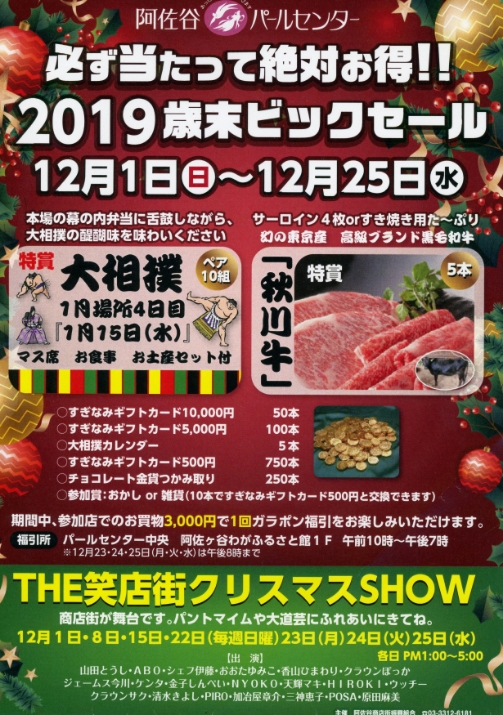 阿佐谷 パールセンター
必ず当たって絶対お得!!
2019歳末ビックセール
12月1日(日)～12月25日(水)
本場の幕の内弁当に舌鼓しながら、
大相撲の醍醐味を味わいください
特賞
大相撲
ペア
10組
1月場所4日目
『1月15日(水)』
マス席 お食事 お土産セット付
サーロイン4枚orすき焼き用た～ぷり
幻の東京産 高級ブランド黒毛和牛
「秋川牛」
特賞
5本
○すぎなみギフトカード10,000円 50本
○すぎなみギフトカード5,000円 100本
○大相撲カレンダー 5本
○すぎなみギフトカード500円 750本
○チョコレート金貨つかみ取り 250本
○参加賞：おかし or 雑貨(10本ですぎなみギフトカード500円と交換できます)
期間中、参加店でのお買物3,000円で1回ガラポン福引をお楽しみいただけます。
福引所 パールセンター中央 阿佐ヶ谷わがふるさと館1F 午前10時～午後7時
※12月23・24・25日(月・火・水)は午後8時まで
THE笑店街クリスマスSHOW
商店街が舞台です。パントマイムや大道芸にふれあいにきてね。
12月1日・8日・15日・22日(毎週日曜)23日(月)24日(火)25日(水)
各日 PM1:00～5:00
【出 演】
山田とうし・ABO・シェフ伊藤・おおたゆみこ・香山ひまわり・クラウンぽっか
ジェームス今川・ケンタ・金子しんぺい・NYOKO・天輝マキ・HIROKI・ウッチー
クラウンサク・清水きよし・PIRO・加冶屋章介・三神恵子・POSA・原田麻美
主催 阿佐谷商店街振興組合 ☎03-3312-6181